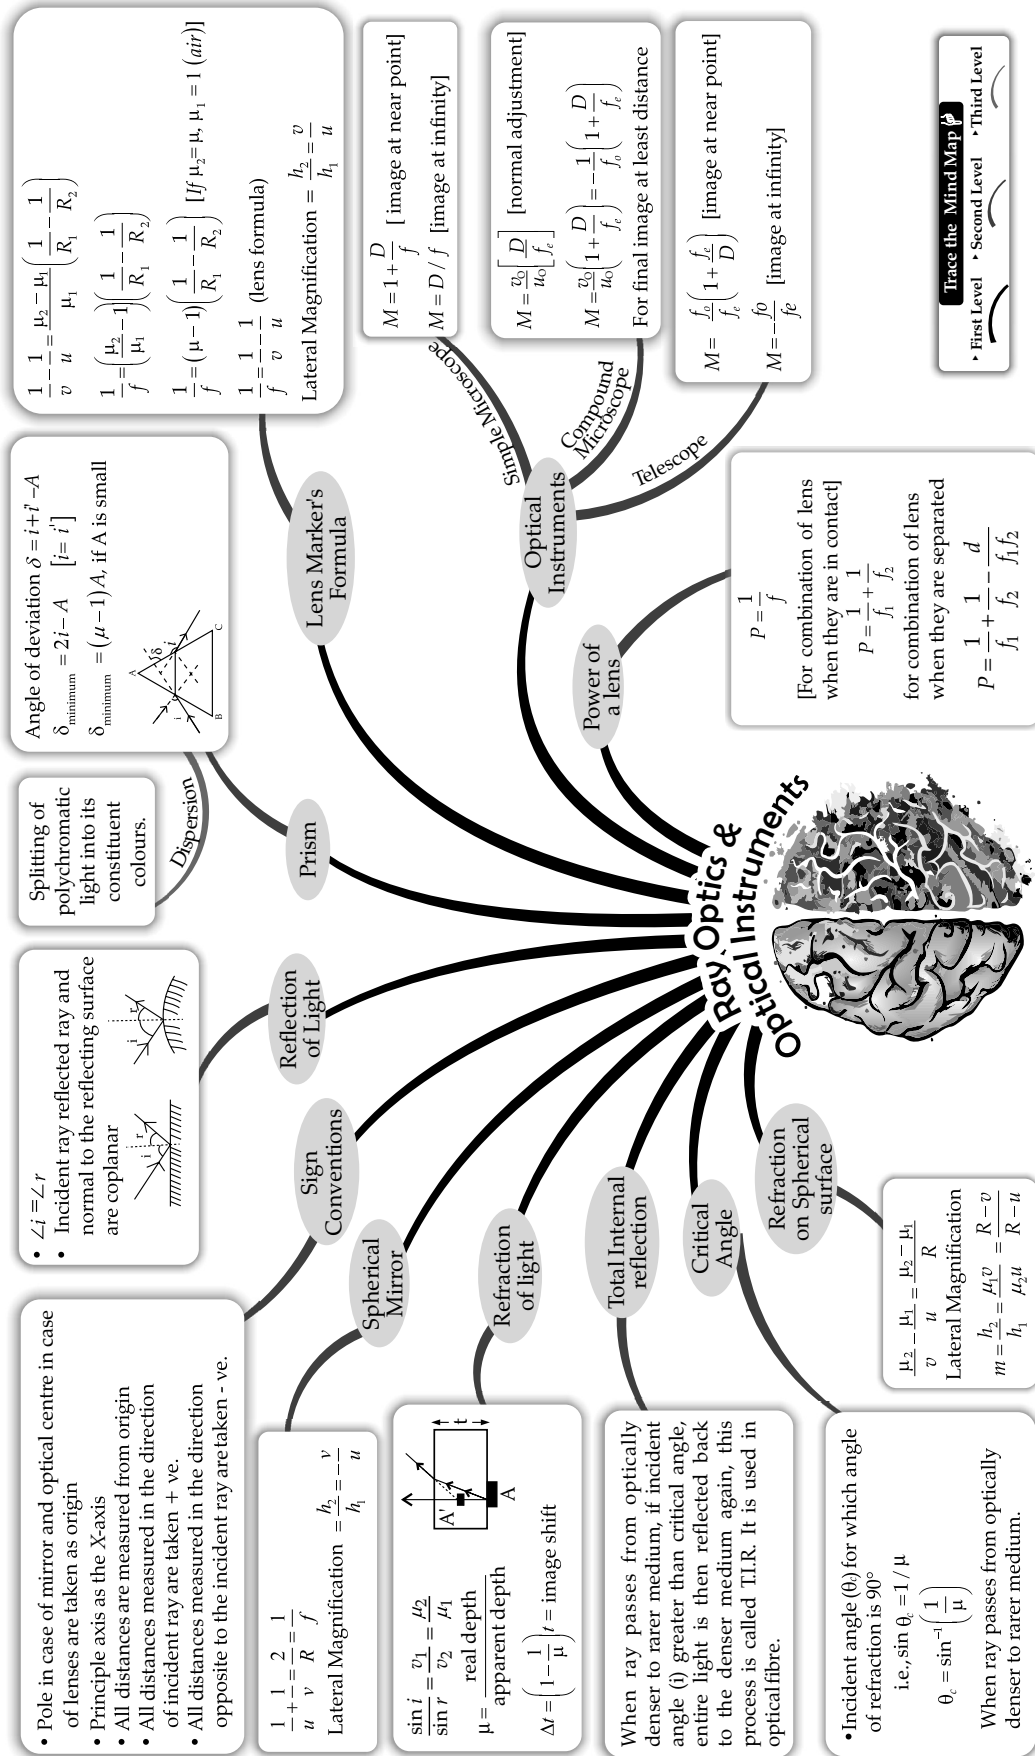 Ray Optics &
Optical Instruments
Sign
Conventions
• Pole in case of mirror and optical centre in case
of lenses are taken as origin
• Principle axis as the X-axis
• All distances are measured from origin
• All distances measured in the direction
of incident ray are taken + ve.
• All distances measured in the direction
opposite to the incident ray are taken - ve.
Reflection
of Light
• ∠i = ∠r
• Incident ray reflected ray and
normal to the reflecting surface
are coplanar
i r
i r
Prism
Dispersion
Splitting of
polychromatic
light into its
constituent
colours.
Angle of deviation δ = i+i' –A
δminimum = 2i – A [i= i']
δminimum = (μ – 1) A, if A is small
A
δ
i i
B C
Lens Marker's
Formula
1/v – 1/u = (μ₂ – μ₁)/μ₁ (1/R₁ – 1/R₂)
1/f = (μ₂/μ₁ – 1)(1/R₁ – 1/R₂)
1/f = (μ – 1)(1/R₁ – 1/R₂) [If μ₂= μ, μ₁ = 1 (air)]
1/f = 1/v – 1/u (lens formula)
Lateral Magnification = h₂/h₁ = v/u
Spherical
Mirror
1/u + 1/v = 2/R = 1/f
Lateral Magnification = h₂/h₁ = – v/u
Refraction
of light
sin i/sin r = v₁/v₂ = μ₂/μ₁
μ = real depth/apparent depth
Δt = (1 – 1/μ)t = image shift
A'
A
t
Total Internal
reflection
When ray passes from optically
denser to rarer medium, if incident
angle (i) greater than critical angle,
entire light is then reflected back
to the denser medium again, this
process is called T.I.R. It is used in
optical fibre.
Critical
Angle
•Incident angle (θc) for which angle
of refraction is 90°
i.e., sin θc = 1 / μ
θc = sin⁻¹(1/μ)
When ray passes from optically
denser to rarer medium.
Refraction
on Spherical
surface
μ₂/v – μ₁/u = (μ₂ – μ₁)/R
Lateral Magnification
m = h₂/h₁ = μ₁v/μ₂u = (R – v)/(R – u)
Power of
a lens
P = 1/f
[For combination of lens
when they are in contact]
P = 1/f₁ + 1/f₂
for combination of lens
when they are separated
P = 1/f₁ + 1/f₂ – d/f₁f₂
Optical
Instruments
Simple Microscope
M = 1 + D/f [image at near point]
M = D / f [image at infinity]
Compound
Microscope
M = vo/uo [D/fe] [normal adjustment]
M = vo/uo (1 + D/fe) = – 1/fo (1 + D/fe)
For final image at least distance
Telescope
M = fo/fe (1 + fe/D) [image at near point]
M = – fo/fe [image at infinity]
Trace the Mind Map
First Level Second Level Third Level